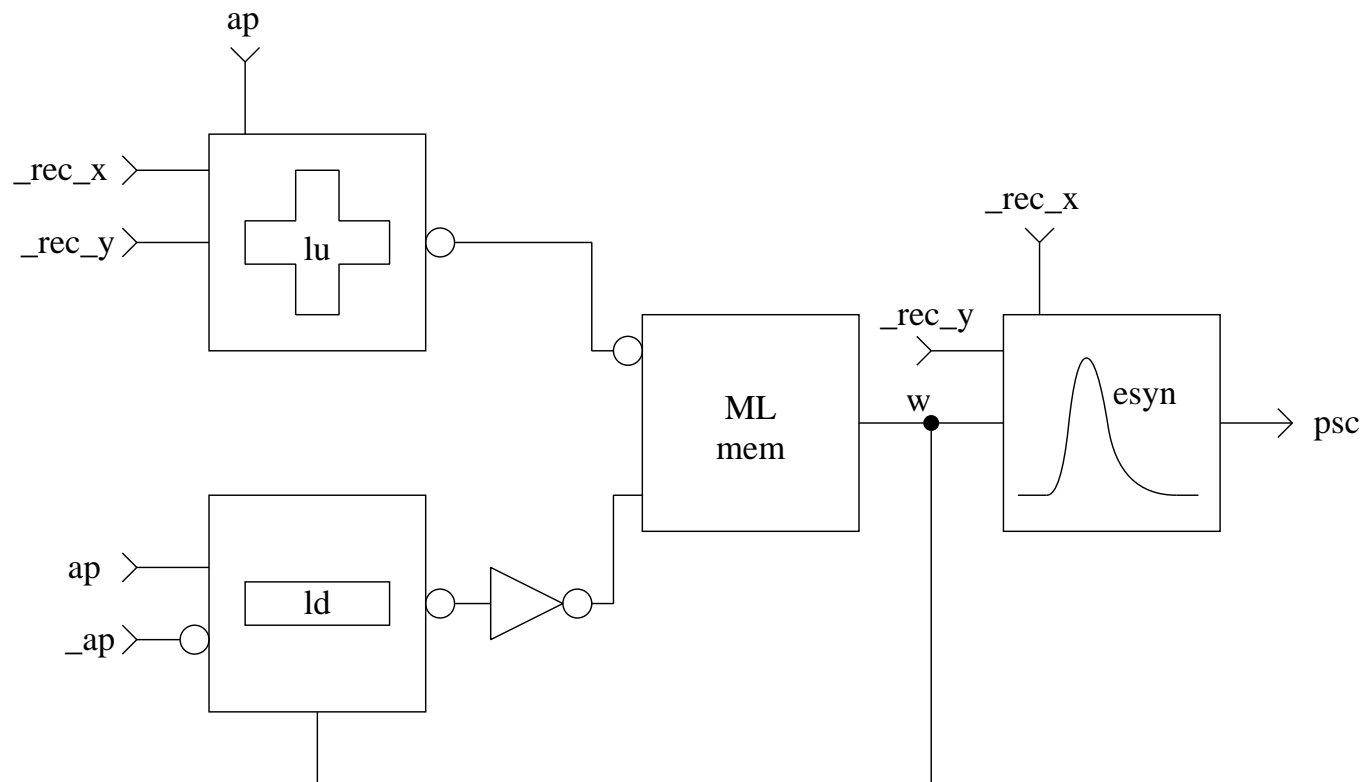 ap
_rec_x
_rec_y
lu
_rec_x
_rec_y
ML
mem
w
esyn
psc
ap
_ap
ld